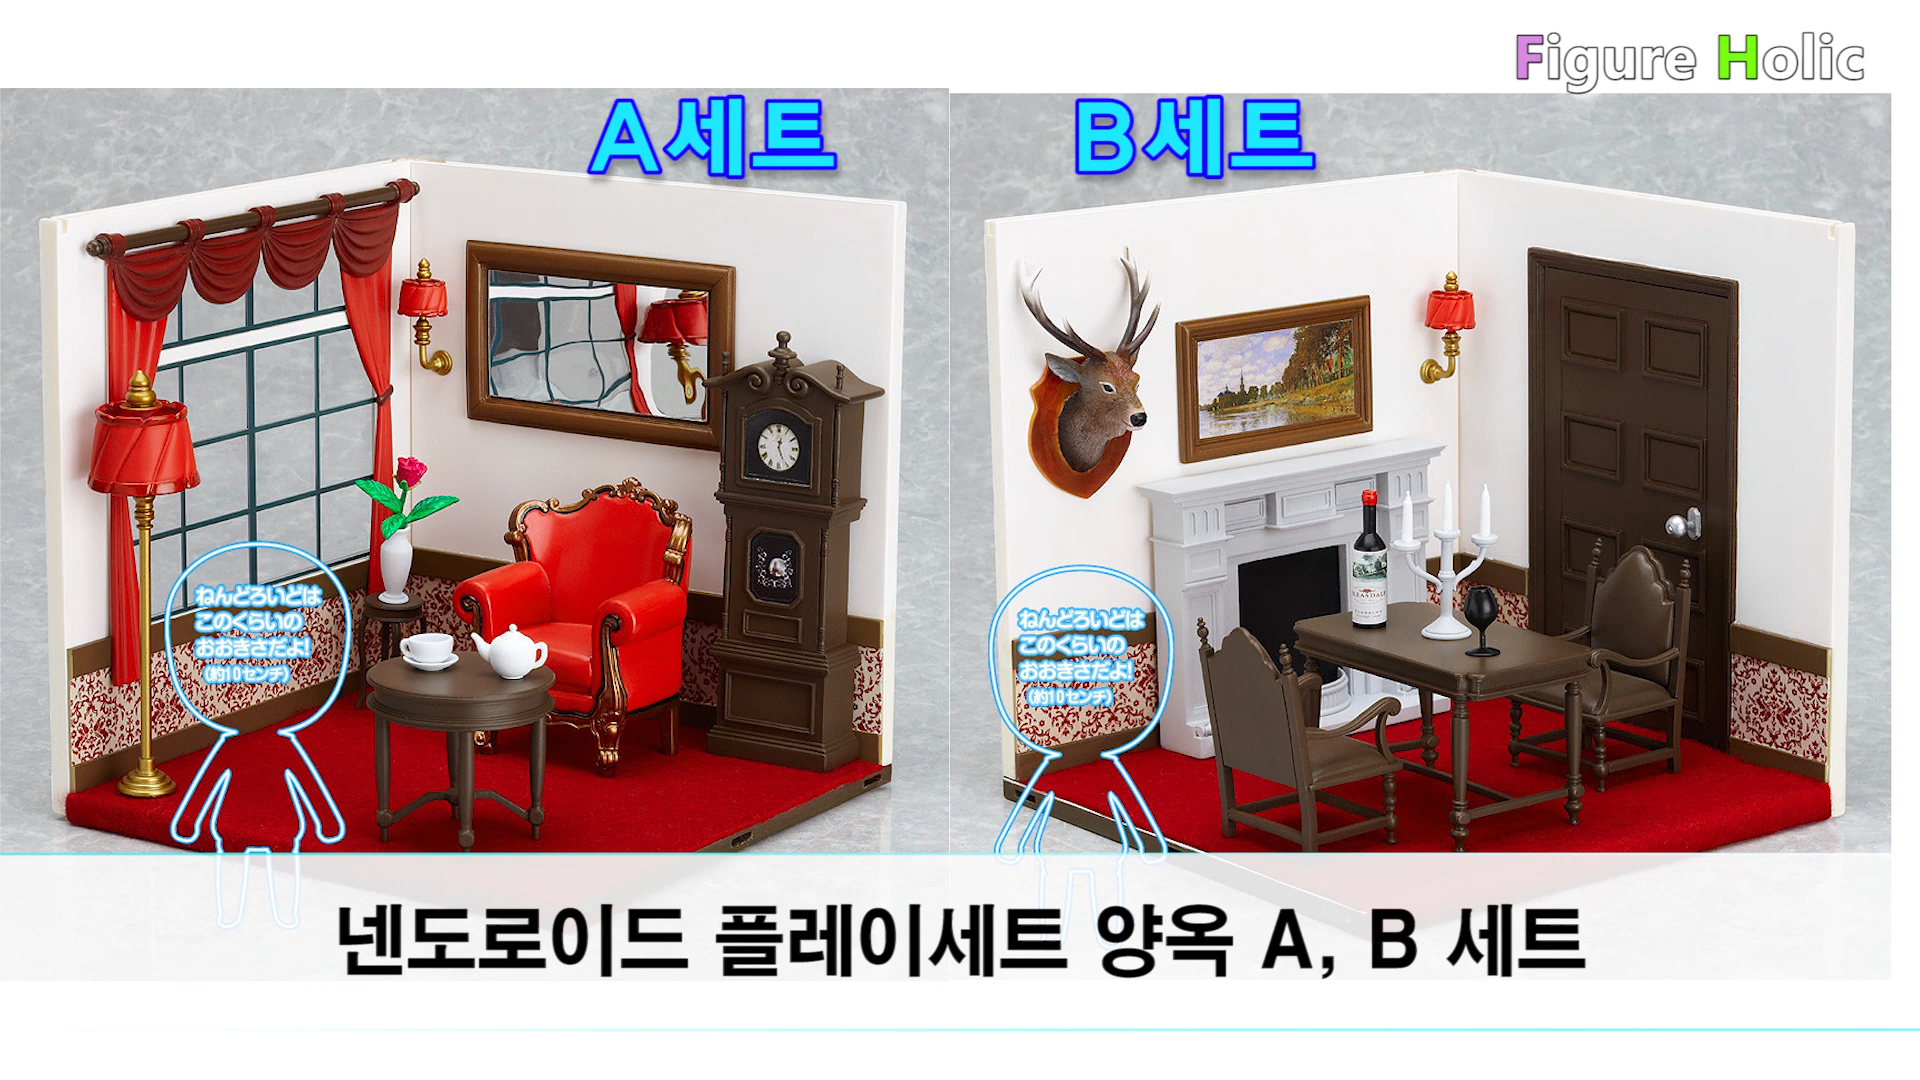 Figure Holic
A세트
B세트
ねんどろいどは
このくらいの
おおきさだよ!
(約10センチ)
ねんどろいどは
このくらいの
おおきさだよ!
(約10センチ)
넨도로이드 플레이세트 양옥 A, B 세트